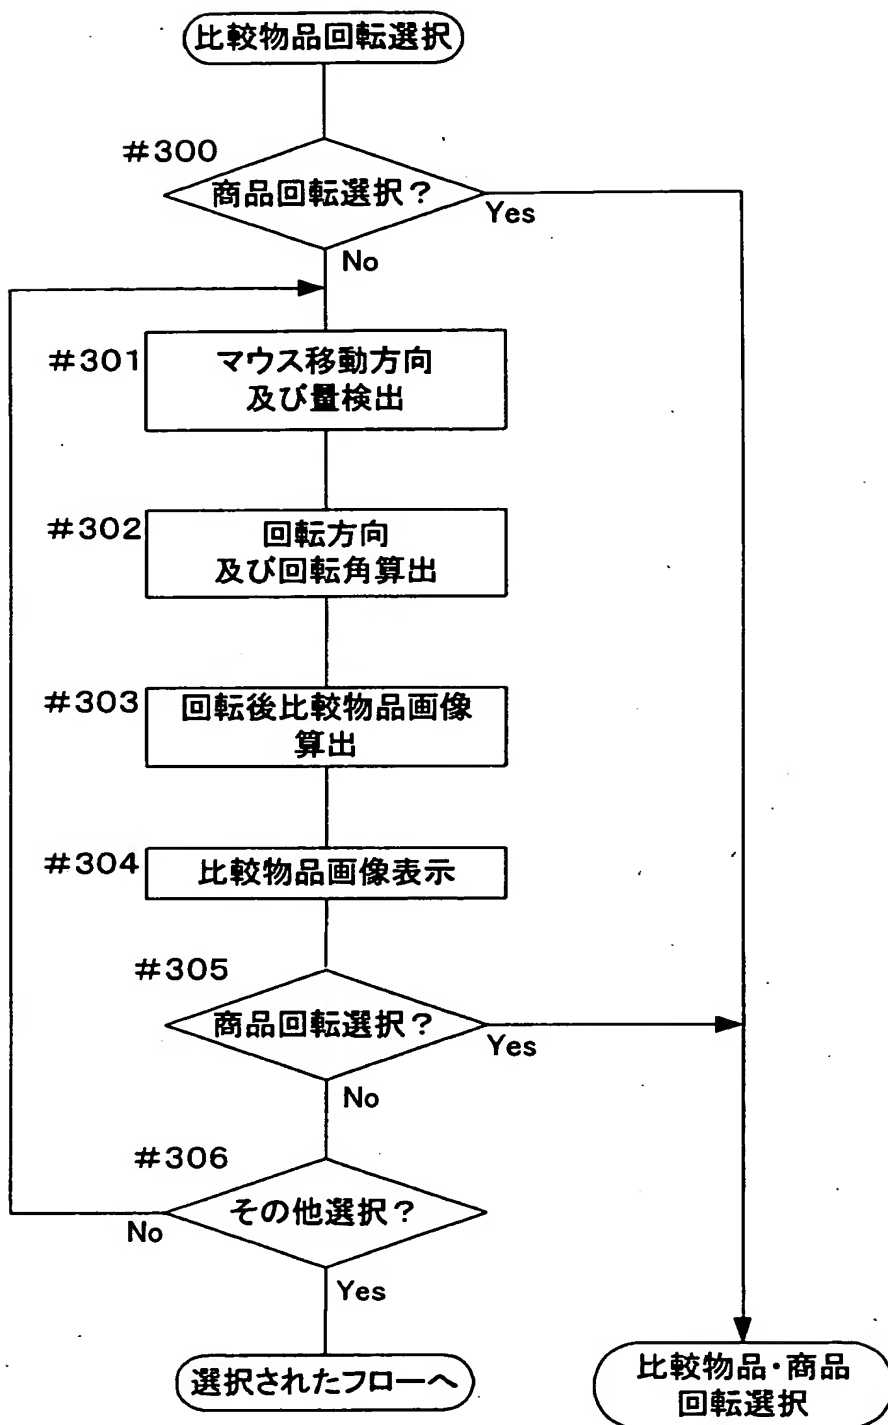 比較物品回転選択
#300
商品回転選択？
Yes
No
#301
マウス移動方向
及び量検出
#302
回転方向
及び回転角算出
#303
回転後比較物品画像
算出
#304
比較物品画像表示
#305
商品回転選択？
Yes
No
#306
その他選択？
No
Yes
選択されたフローへ
比較物品・商品
回転選択